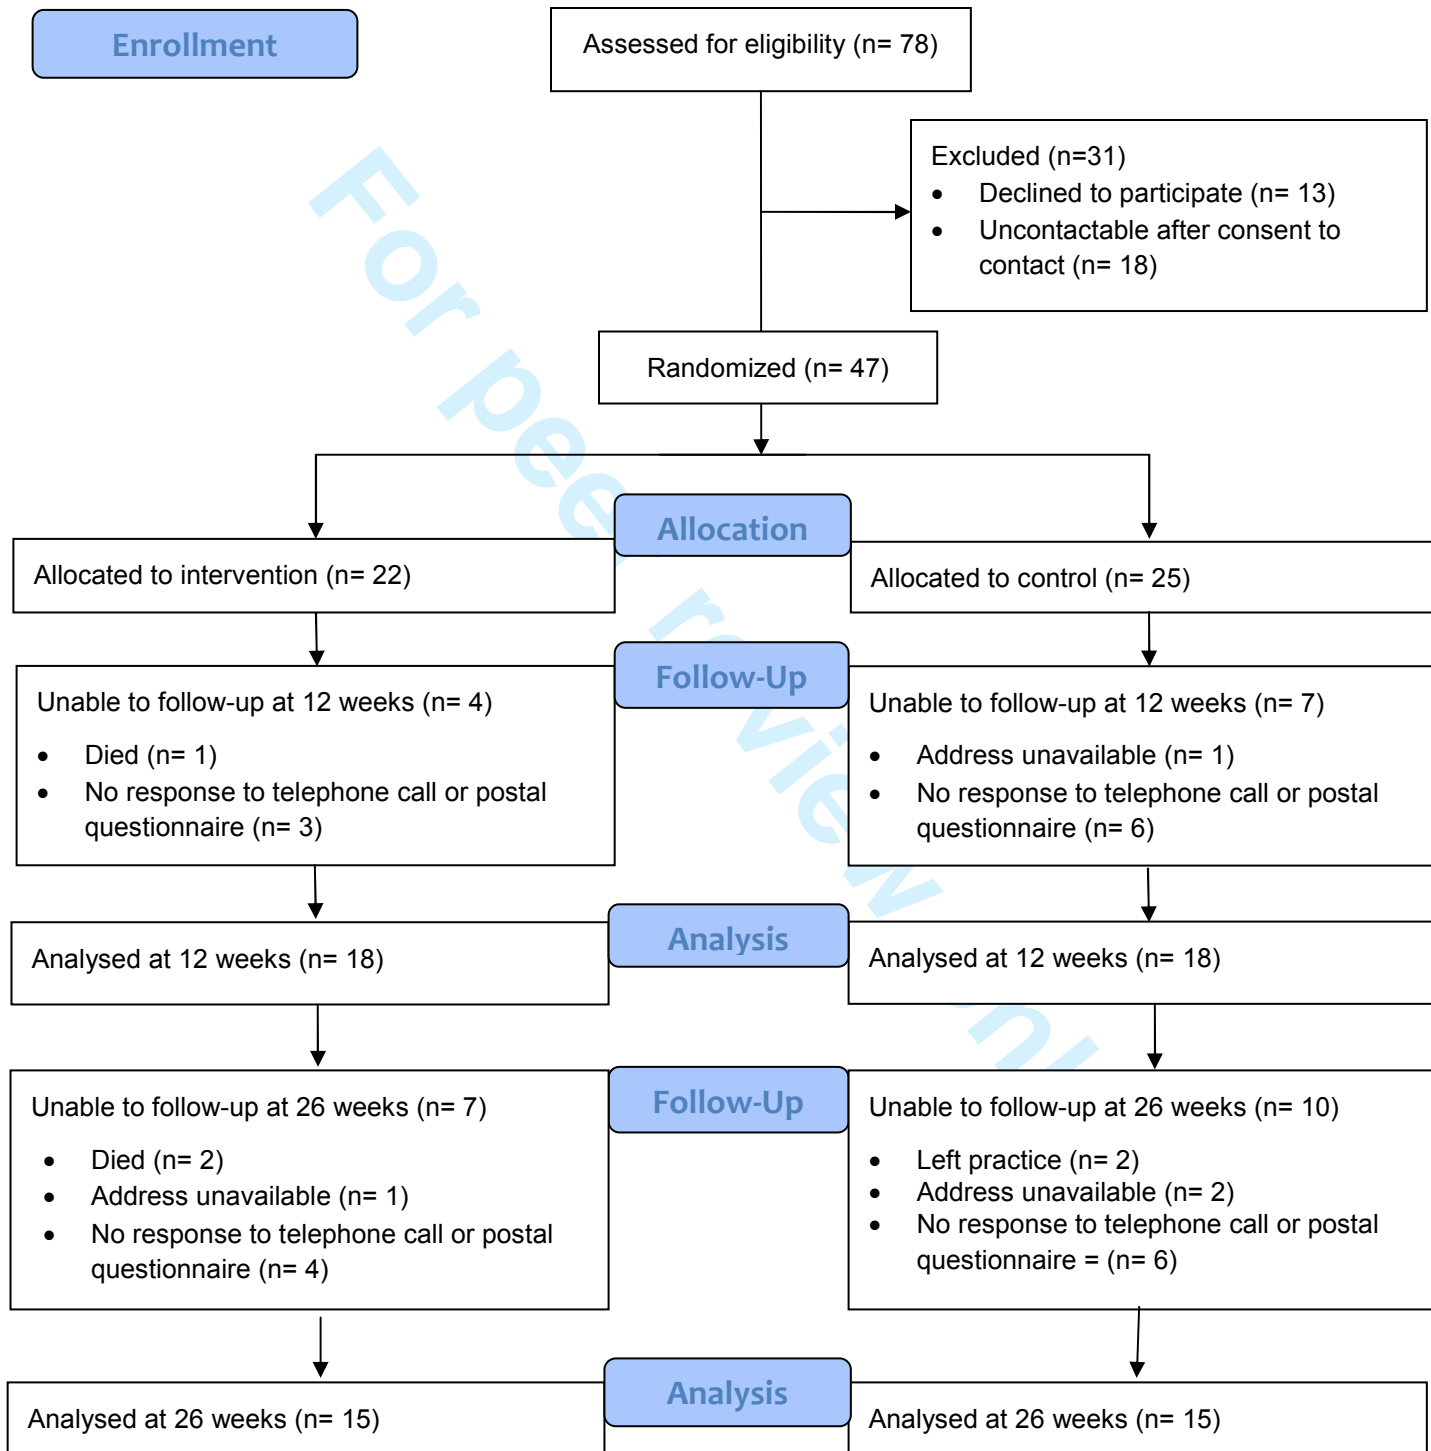 Enrollment
Assessed for eligibility (n= 78)
Excluded (n=31)
• Declined to participate (n= 13)
• Uncontactable after consent to
contact (n= 18)
Randomized (n= 47)
Allocation
Allocated to intervention (n= 22)
Allocated to control (n= 25)
Follow-Up
Unable to follow-up at 12 weeks (n= 4)
• Died (n= 1)
• No response to telephone call or postal
questionnaire (n= 3)
Unable to follow-up at 12 weeks (n= 7)
• Address unavailable (n= 1)
• No response to telephone call or postal
questionnaire (n= 6)
Analysis
Analysed at 12 weeks (n= 18)
Analysed at 12 weeks (n= 18)
Follow-Up
Unable to follow-up at 26 weeks (n= 7)
• Died (n= 2)
• Address unavailable (n= 1)
• No response to telephone call or postal
questionnaire (n= 4)
Unable to follow-up at 26 weeks (n= 10)
• Left practice (n= 2)
• Address unavailable (n= 2)
• No response to telephone call or postal
questionnaire = (n= 6)
Analysis
Analysed at 26 weeks (n= 15)
Analysed at 26 weeks (n= 15)
For peer review